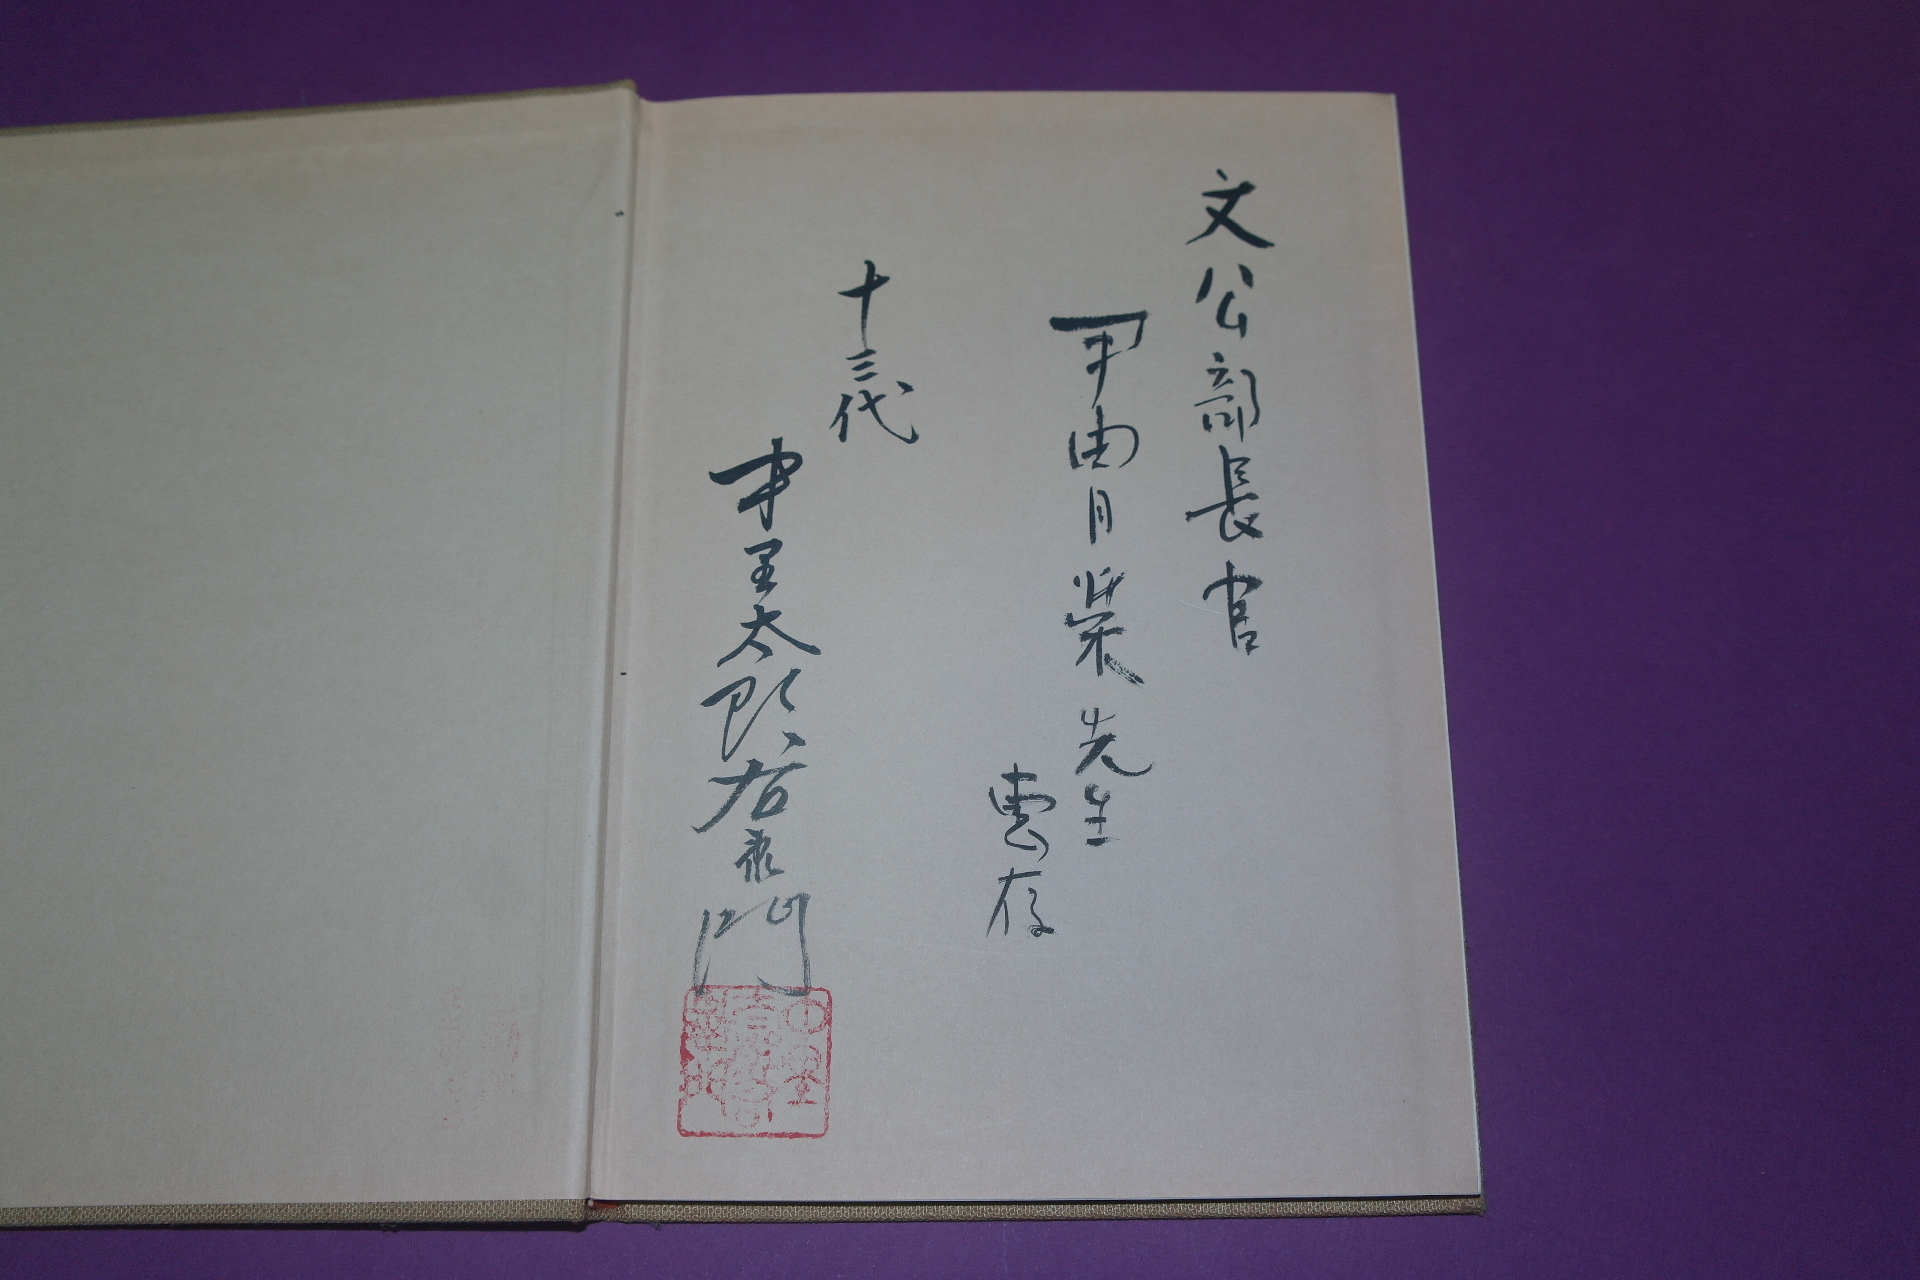 文公部長官
尹胄榮先生
恵存
十三代
中里太郎右衛門